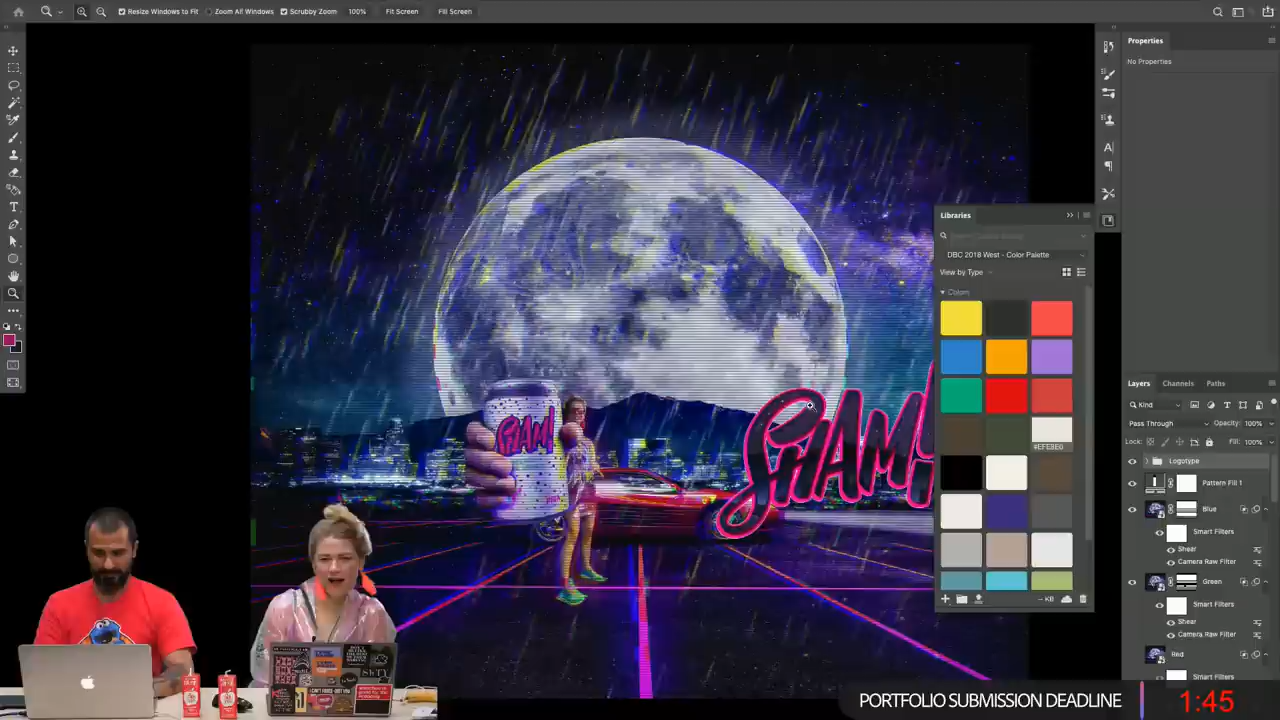 Resize Windows to Fit
Zoom All Windows
Scrubby Zoom
100%
Fit Screen
Fill Screen
Properties
No Properties
Libraries
DBC 2018 West - Color Palette
View by Type
Colors
#EFE9E0
- KB
SHAM!
SHAM!
Layers
Channels
Paths
Kind
Pass Through
Opacity: 100%
Lock:
Fill: 100%
Logotype
Pattern Fill 1
Blue
Smart Filters
Shear
Camera Raw Filter
Green
Smart Filters
Shear
Camera Raw Filter
Red
Smart Filters
PORTFOLIO SUBMISSION DEADLINE
1:45